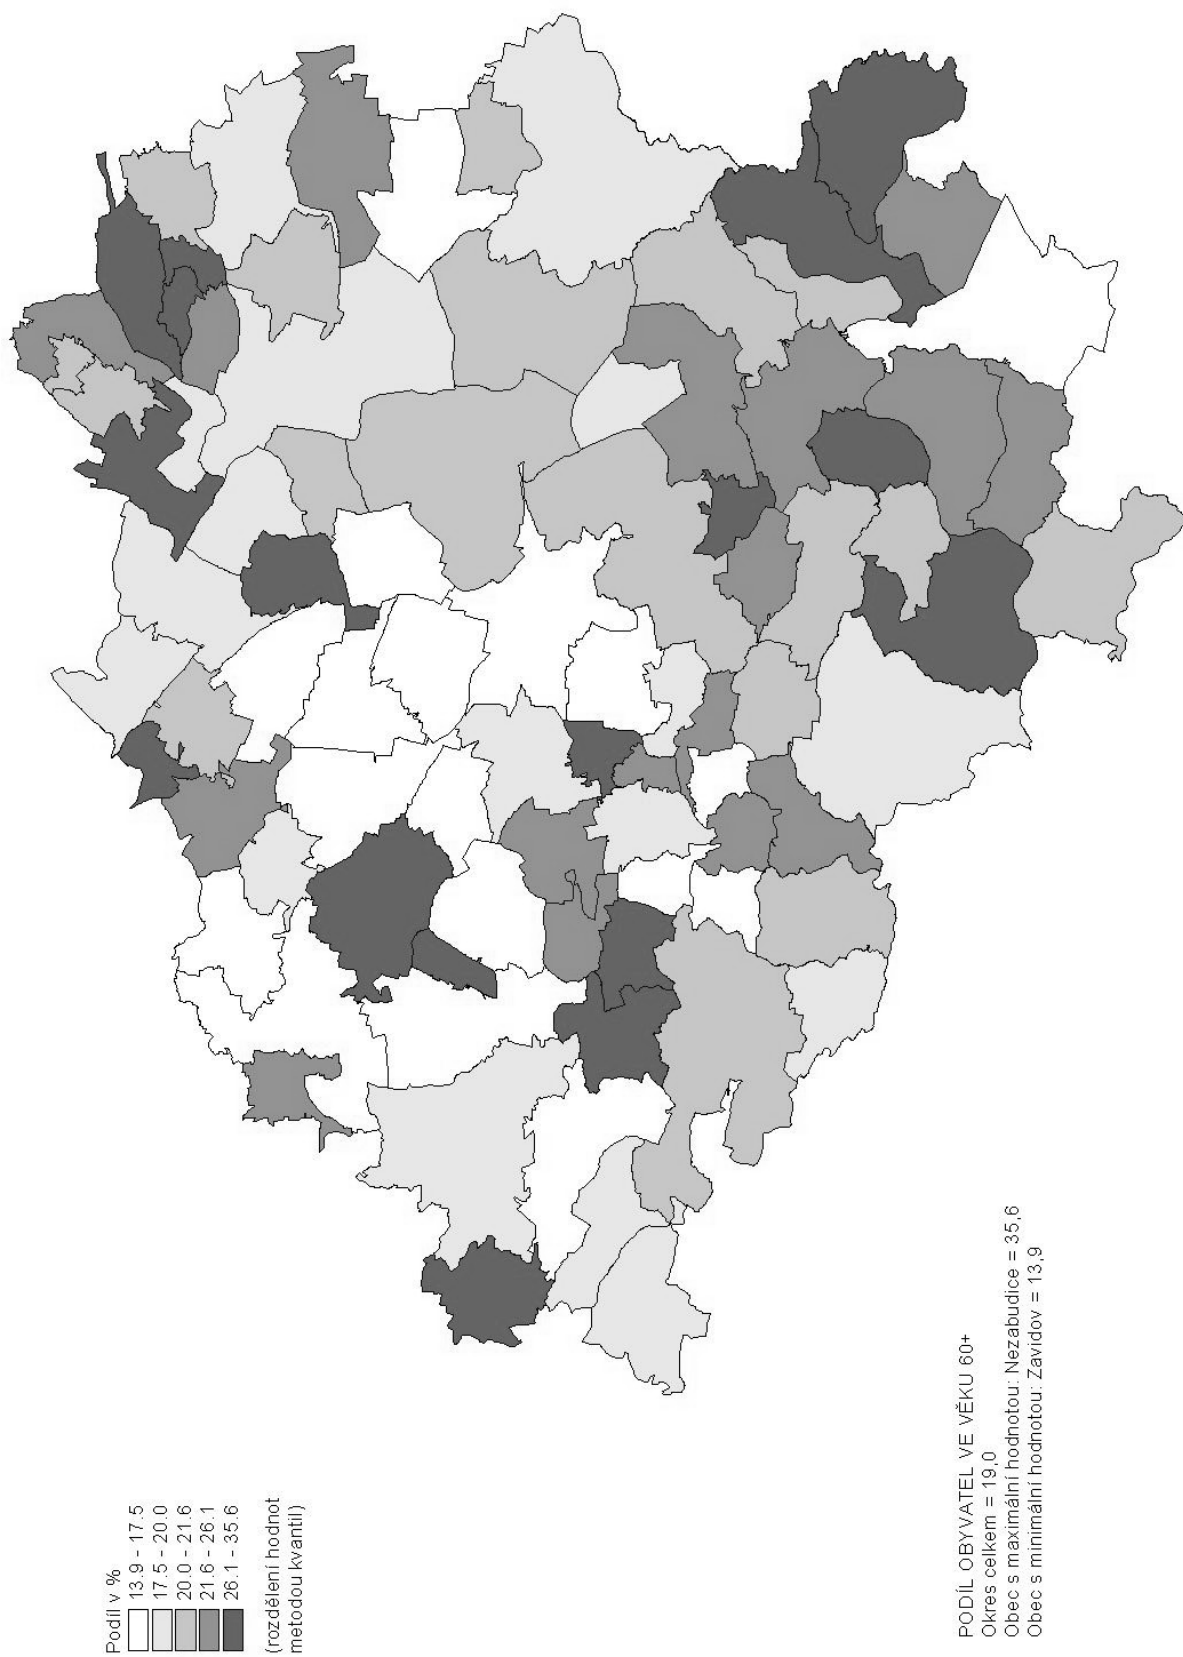 Podíl v %
13.9 - 17.5
17.5 - 20.0
20.0 - 21.6
21.6 - 26.1
26.1 - 35.6
(rozdělení hodnot
metodou kvantil)
PODÍL OBYVATEL VE VĚKU 60+
Okres celkem = 19,0
Obec s maximální hodnotou: Nezabudice = 35,6
Obec s minimální hodnotou: Zavidov = 13,9